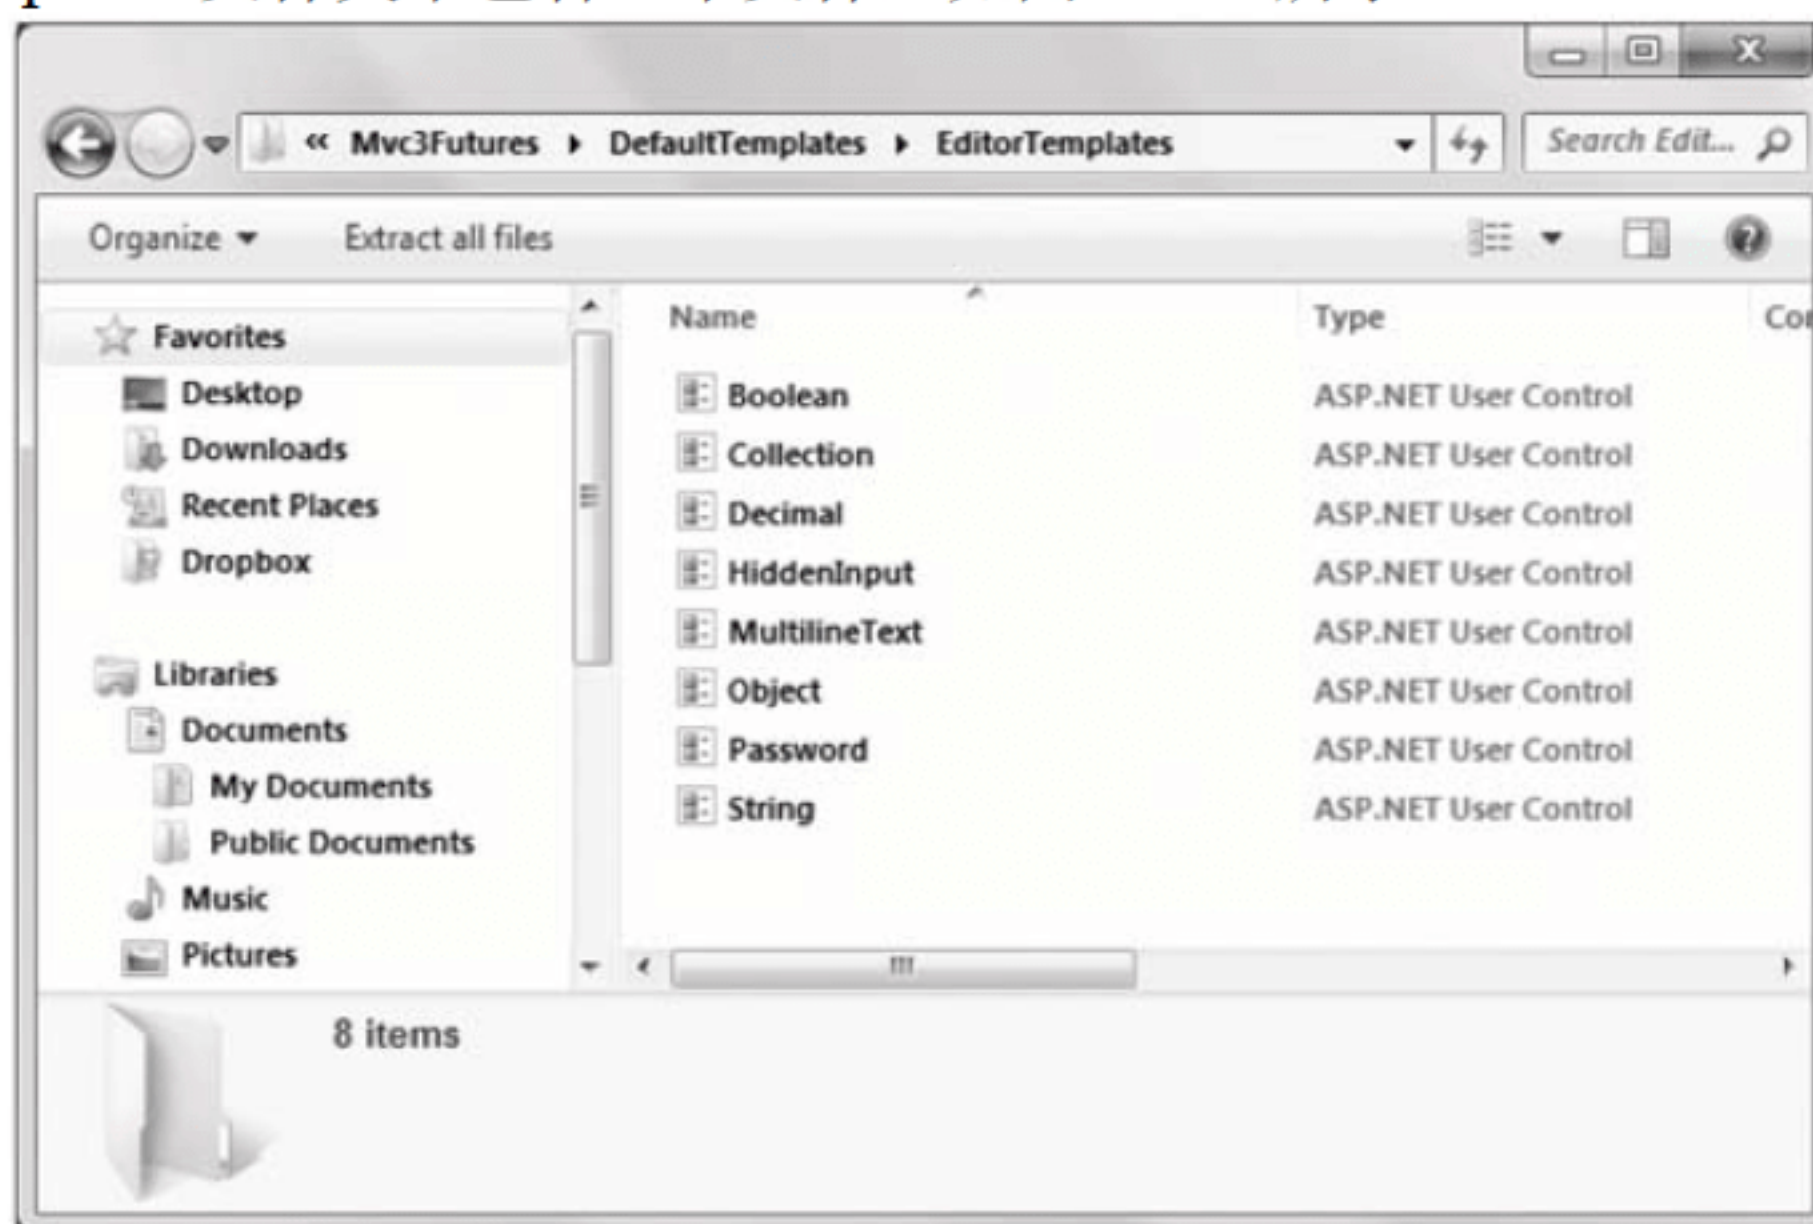 « Mvc3Futures ▸ DefaultTemplates ▸ EditorTemplates
Search Edit...
Organize
Extract all files
Favorites
Desktop
Downloads
Recent Places
Dropbox
Libraries
Documents
My Documents
Public Documents
Music
Pictures
Name Type
Boolean ASP.NET User Control
Collection ASP.NET User Control
Decimal ASP.NET User Control
HiddenInput ASP.NET User Control
MultilineText ASP.NET User Control
Object ASP.NET User Control
Password ASP.NET User Control
String ASP.NET User Control
8 items